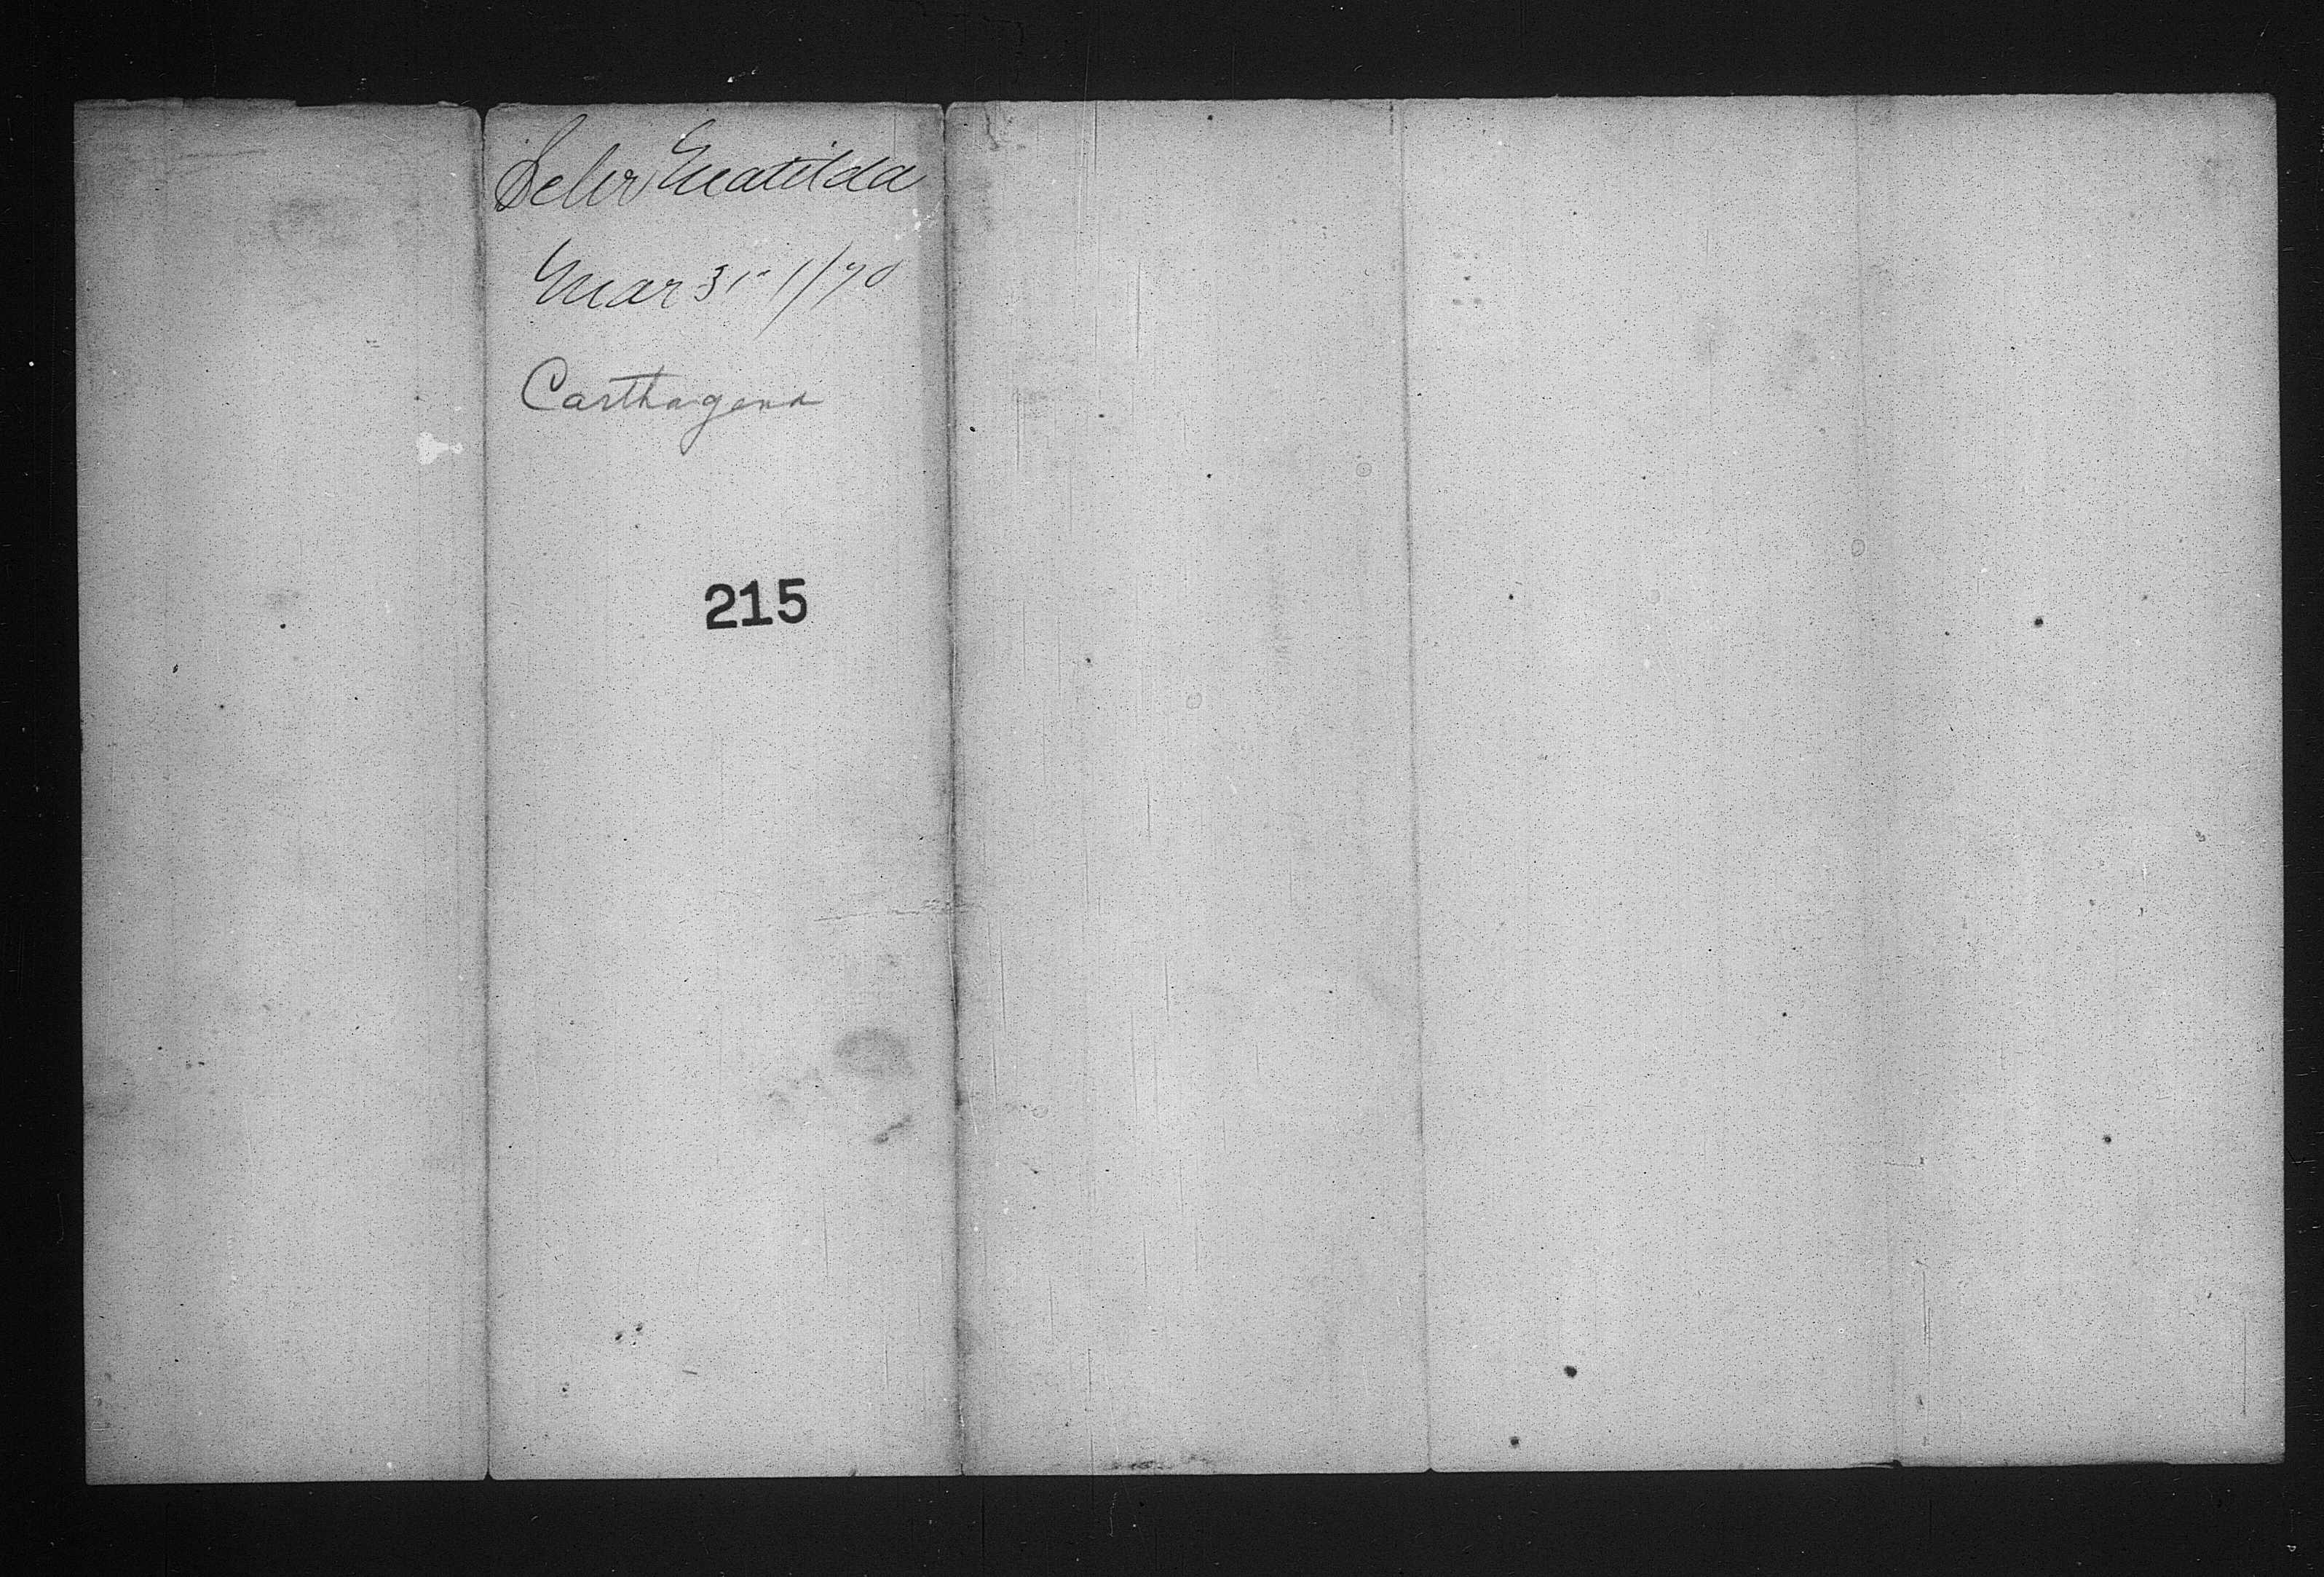 Schr Matilda
Mar 31" 1/70
Carthagena
215